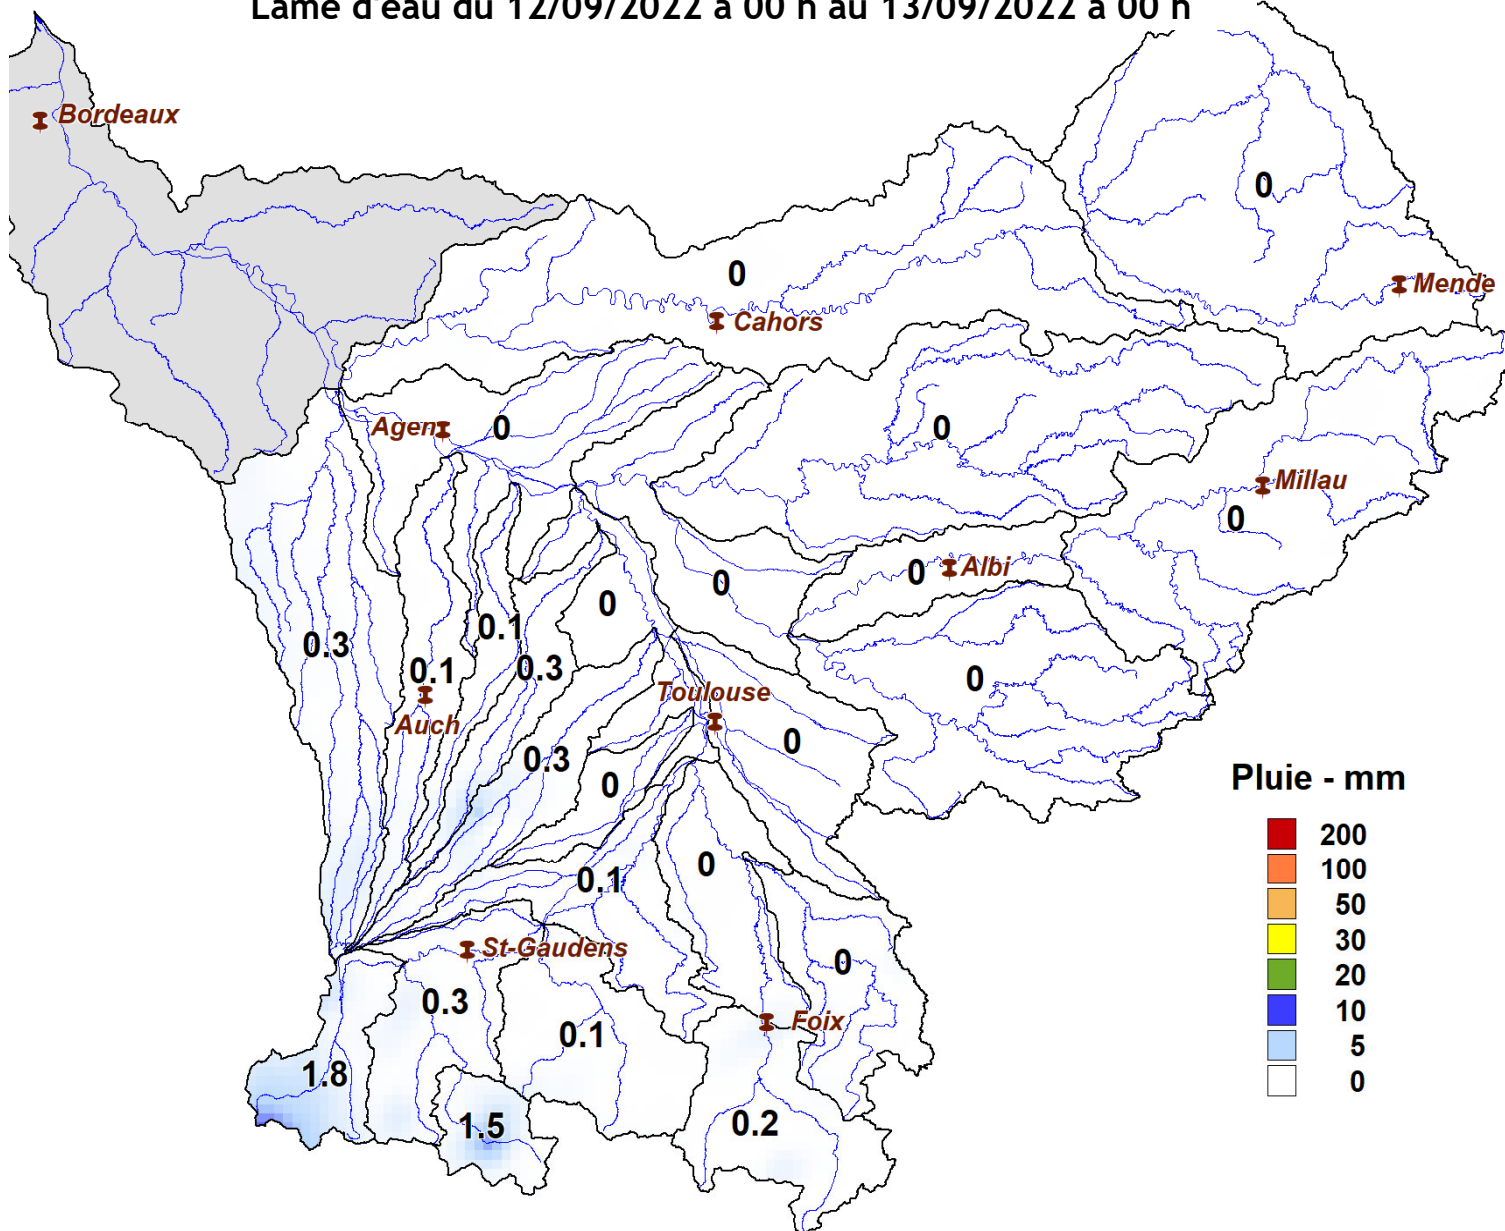 Lame d'eau du 12/09/2022 à 00 h au 13/09/2022 à 00 h
Bordeaux
0
Mende
0
Cahors
Agen
0
0
Millau
0
0
Albi
0
0
0.1
0.3
0.1
0.3
0
Toulouse
Auch
0
0.3
0
Pluie - mm
200
100
50
30
20
10
5
0
0
0.1
St-Gaudens
0
0.3
Foix
0.1
1.8
1.5
0.2